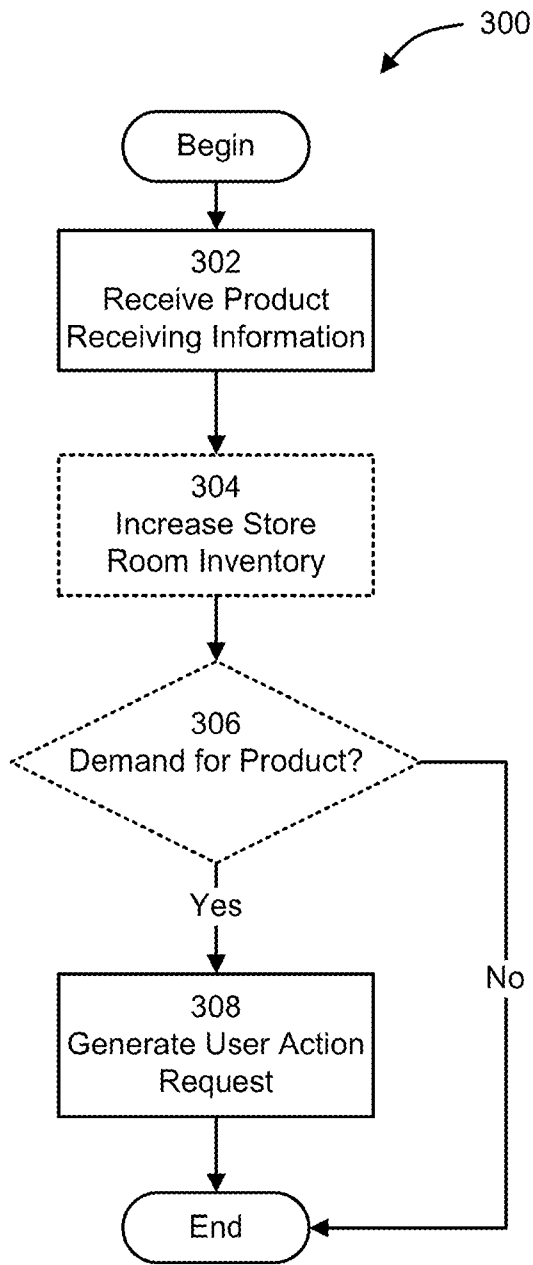 300
Begin
302
Receive Product
Receiving Information
304
Increase Store
Room Inventory
306
Demand for Product?
Yes
No
308
Generate User Action
Request
End